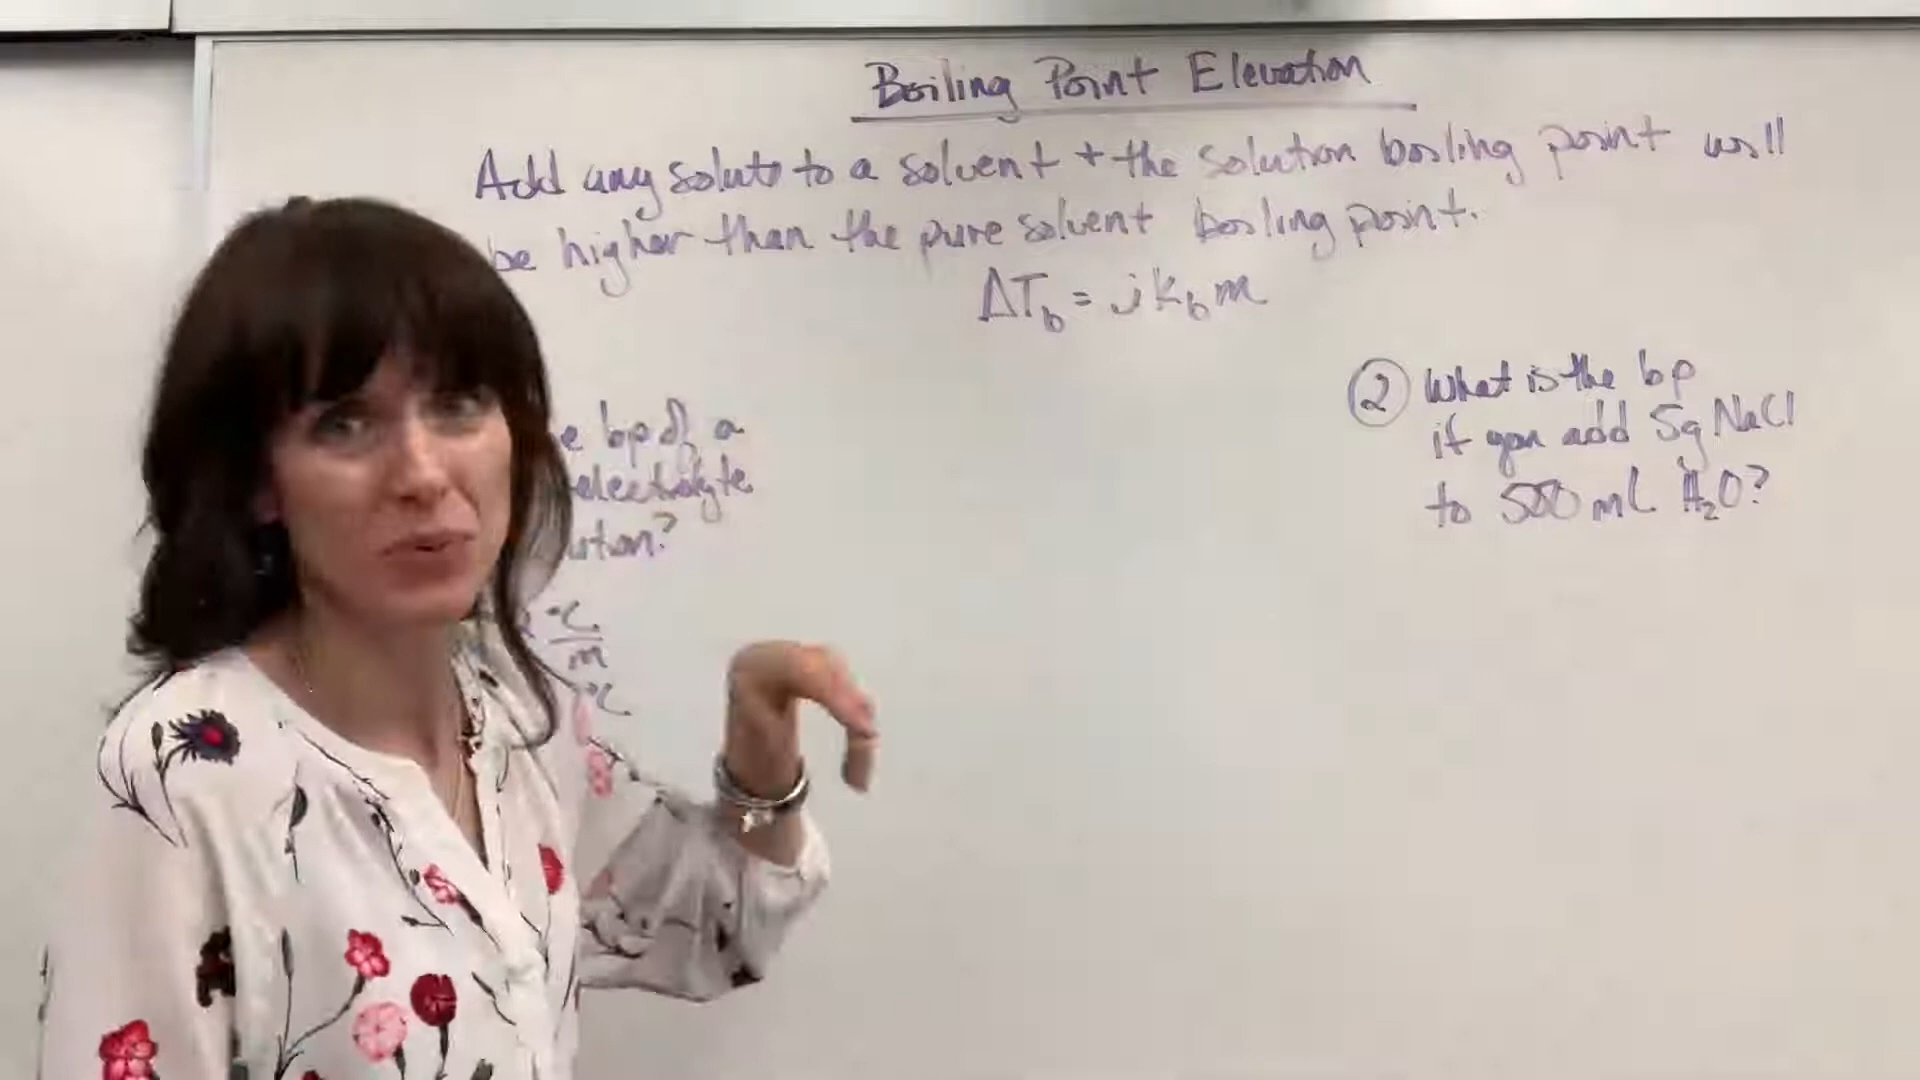 Boiling Point Elevation
Add any solute to a solvent + the solution boiling point will
be higher than the pure solvent boiling point.
ΔT_b = i k_b m
bp of a
electrolyte
°C
m
°C
② What is the bp
if you add 5g NaCl
to 500 mL H₂O?